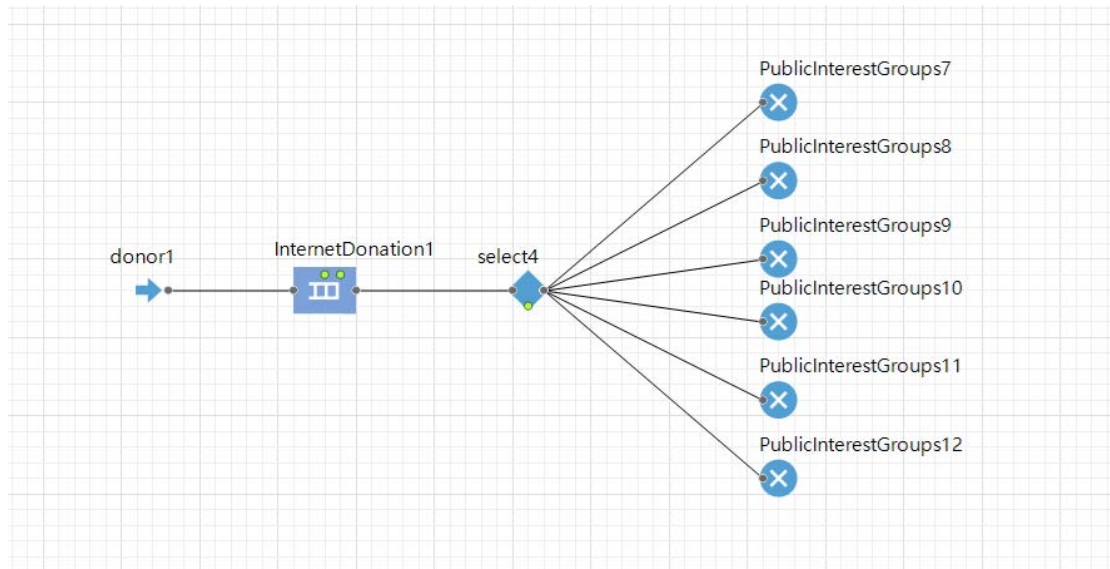 PublicInterestGroups7
PublicInterestGroups8
PublicInterestGroups9
donor1
InternetDonation1
select4
PublicInterestGroups10
PublicInterestGroups11
PublicInterestGroups12